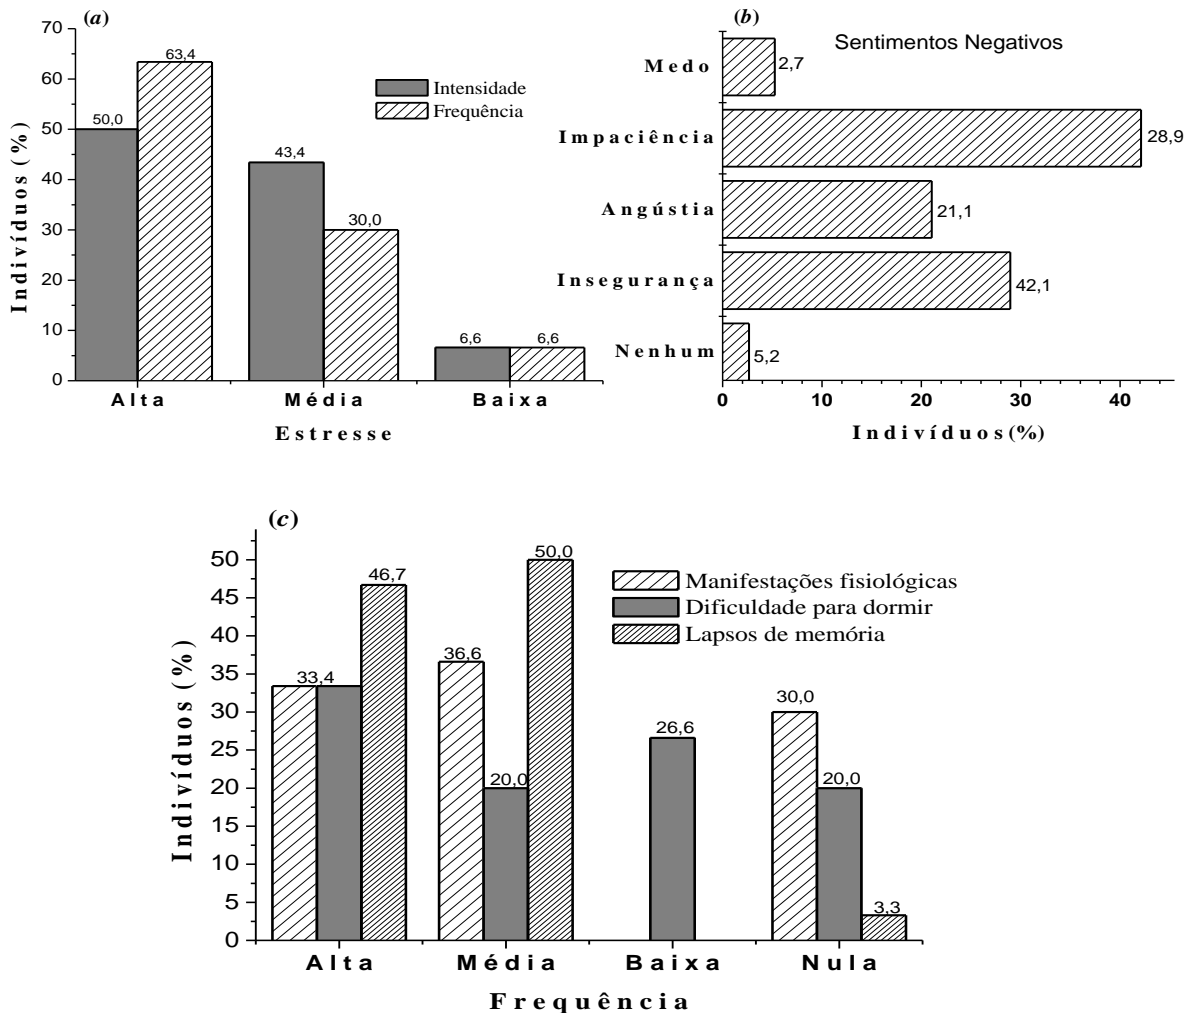 (a)
70
60
50
40
30
20
10
0
Indivíduos (%)
50,0
63,4
43,4
30,0
6,6
6,6
Intensidade
Frequência
Alta
Média
Baixa
Estresse
(b)
Sentimentos Negativos
Medo
2,7
Impaciência
28,9
Angústia
21,1
Insegurança
42,1
Nenhum
5,2
0
10
20
30
40
Indivíduos (%)
(c)
50
45
40
35
30
25
20
15
10
5
0
Indivíduos (%)
33,4
46,7
36,6
20,0
50,0
26,6
30,0
20,0
3,3
Manifestações fisiológicas
Dificuldade para dormir
Lapsos de memória
Alta
Média
Baixa
Nula
Frequência